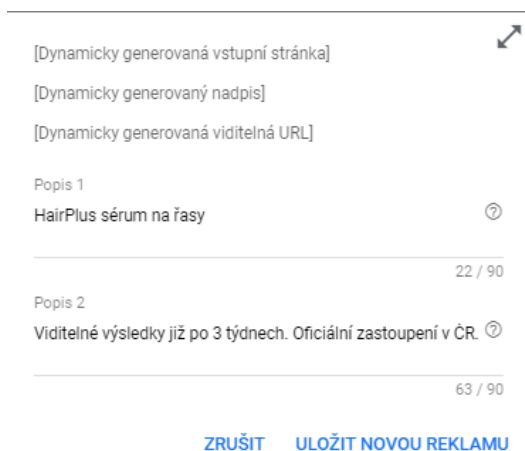 [Dynamicky generovaná vstupní stránka]
[Dynamicky generovaný nadpis]
[Dynamicky generovaná viditelná URL]
Popis 1
HairPlus sérum na řasy
22 / 90
Popis 2
Viditelné výsledky již po 3 týdnech. Oficiální zastoupení v ČR.
63 / 90
ZRUŠIT ULOŽIT NOVOU REKLAMU